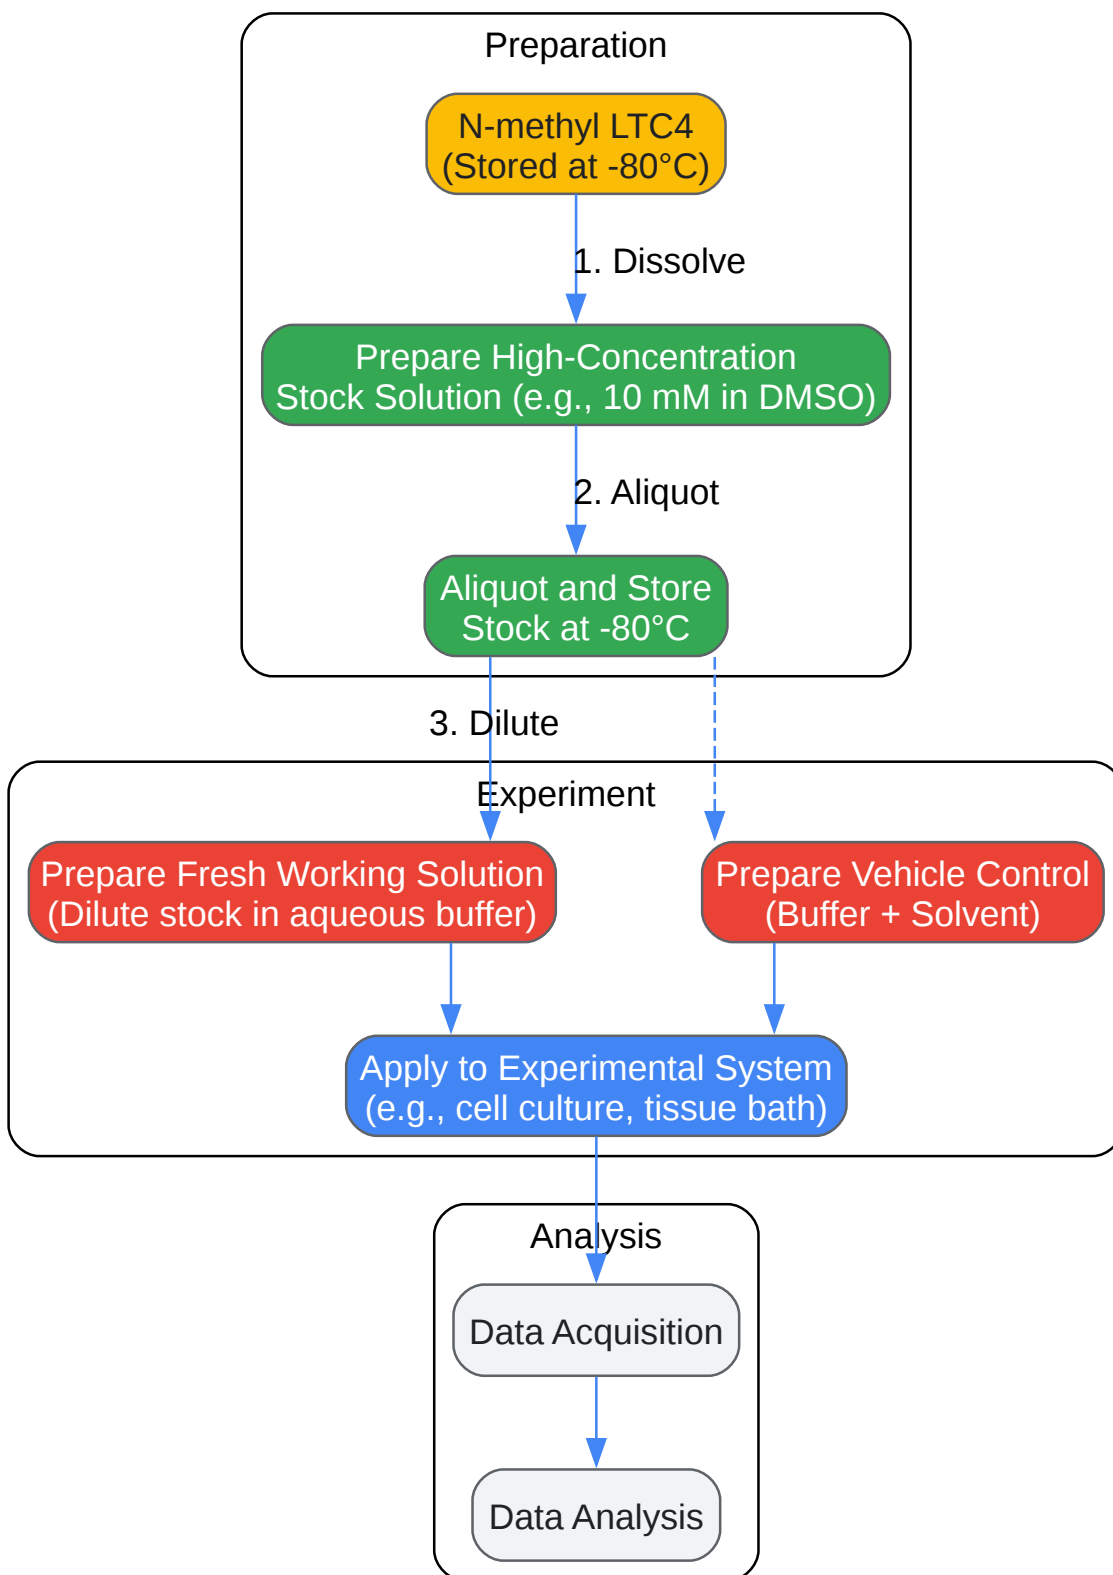 Preparation
N-methyl LTC4
(Stored at -80°C)
1. Dissolve
Prepare High-Concentration
Stock Solution (e.g., 10 mM in DMSO)
2. Aliquot
Aliquot and Store
Stock at -80°C
3. Dilute
Experiment
Prepare Fresh Working Solution
(Dilute stock in aqueous buffer)
Prepare Vehicle Control
(Buffer + Solvent)
Apply to Experimental System
(e.g., cell culture, tissue bath)
Analysis
Data Acquisition
Data Analysis